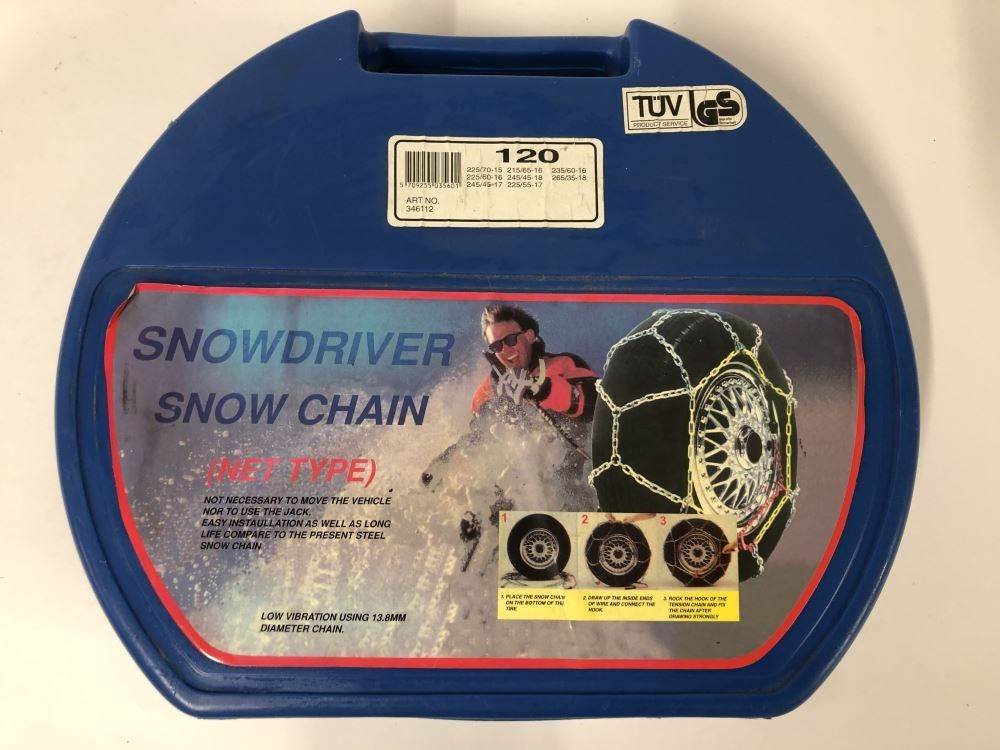 TÜV
PRODUCT SERVICE
GS
120
225/70-15 215/65-16 235/60-16
225/60-16 245/45-18 265/35-18
245/45-17 225/55-17
5 709255 035601
ART NO.
346112
SNOWDRIVER
SNOW CHAIN
(NET TYPE)
NOT NECESSARY TO MOVE THE VEHICLE
NOR TO USE THE JACK.
EASY INSTAULLATION AS WELL AS LONG
LIFE COMPARE TO THE PRESENT STEEL
SNOW CHAIN
LOW VIBRATION USING 13.8MM
DIAMETER CHAIN.
1
1. PLACE THE SNOW CHAIN
ON THE BOTTOM OF THE
TIRE.
2
2. DRAW UP THE INSIDE ENDS
OF WIRE AND CONNECT THE
HOOK.
3
3. ROCK THE HOOK OF THE
TENSION CHAIN AND FIX
THE CHAIN AFTER
DRAWING STRONGLY